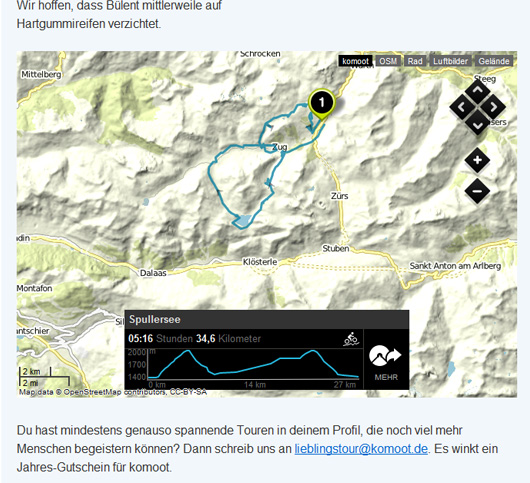 Wir hoffen, dass Bülent mittlerweile auf
Hartgummireifen verzichtet.
Schröcken
komoot OSM Rad Luftbilder Gelände
Mittelberg
Steeg
1
Zug
Zürs
Stuben
Klösterle
Dalaas
Sankt Anton am Arlberg
Montafon
Spullersee
05:16 Stunden 34,6 Kilometer
2000 m
1700
1400
0 km 14 km 27 km
MEHR
2 km
2 mi
Map data © OpenStreetMap contributors, CC-BY-SA
Du hast mindestens genauso spannende Touren in deinem Profil, die noch viel mehr
Menschen begeistern können? Dann schreib uns an lieblingstour@komoot.de. Es winkt ein
Jahres-Gutschein für komoot.